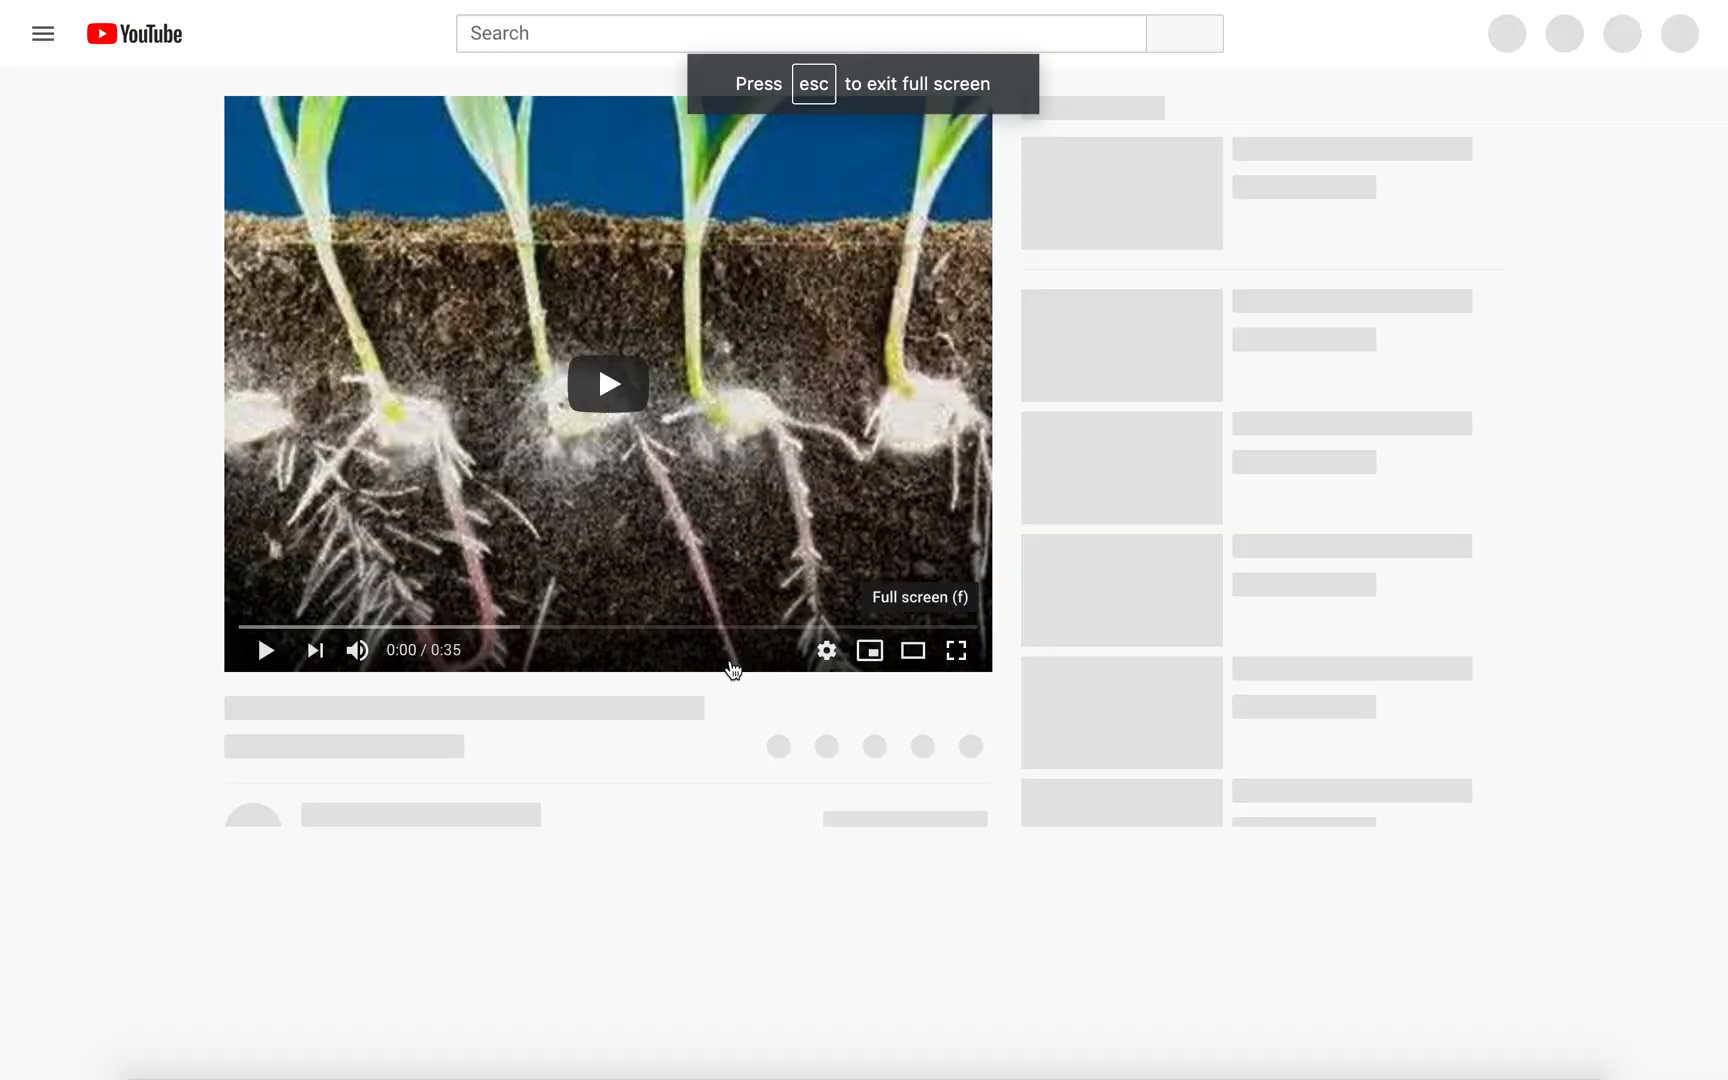 YouTube
Search
Press esc to exit full screen
Full screen (f)
0:00 / 0:35